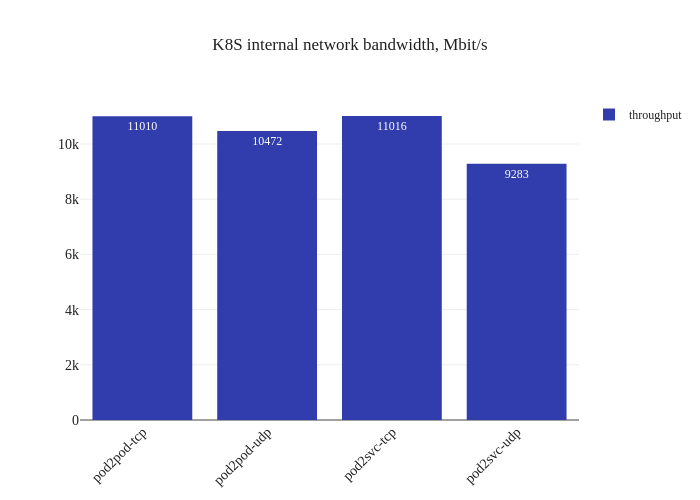 K8S internal network bandwidth, Mbit/s
throughput
11010
10472
11016
9283
10k
8k
6k
4k
2k
0
pod2pod-tcp
pod2pod-udp
pod2svc-tcp
pod2svc-udp